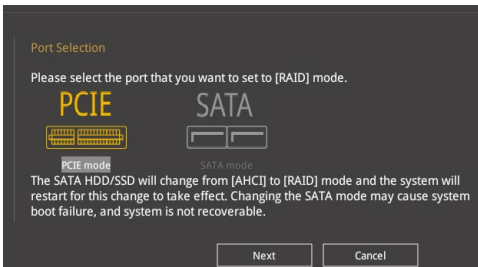 Port Selection
Please select the port that you want to set to [RAID] mode.
PCIE SATA
PCIE mode SATA mode
The SATA HDD/SSD will change from [AHCI] to [RAID] mode and the system will
restart for this change to take effect. Changing the SATA mode may cause system
boot failure, and system is not recoverable.
Next Cancel